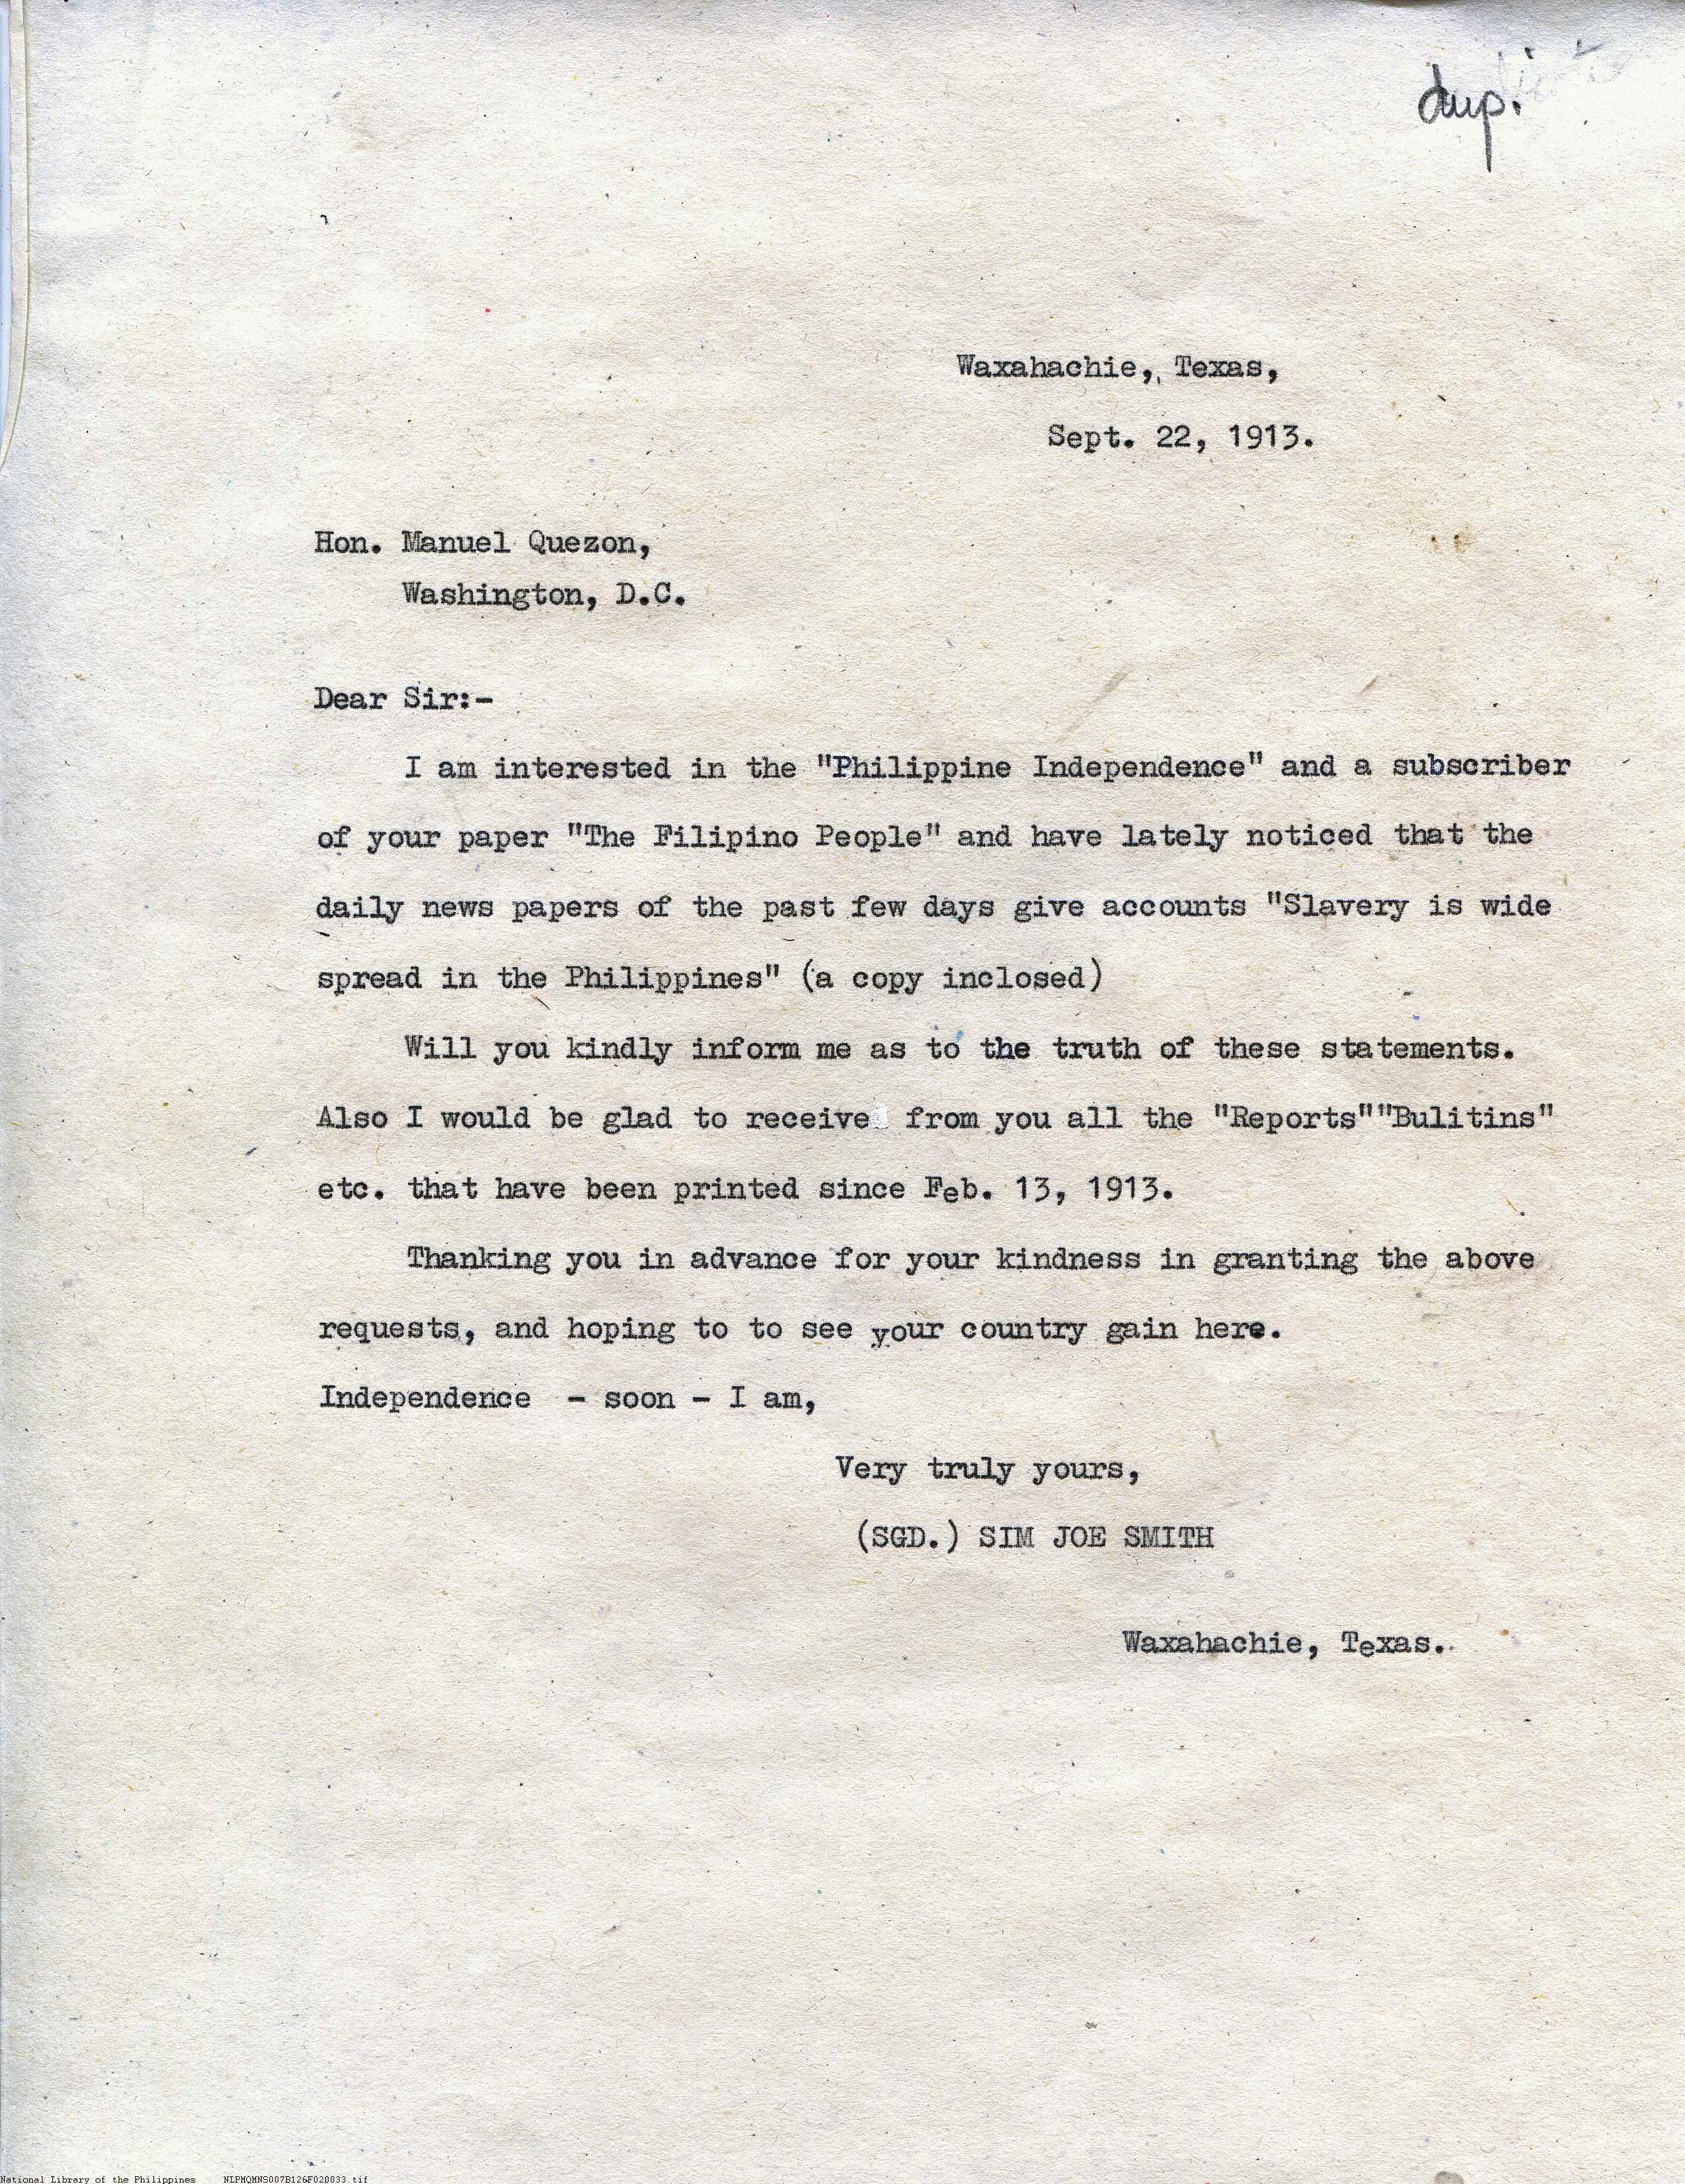 dup.
Waxahachie, Texas,
Sept. 22, 1913.
Hon. Manuel Quezon,
Washington, D.C.
Dear Sir:-
I am interested in the "Philippine Independence" and a subscriber
of your paper "The Filipino People" and have lately noticed that the
daily news papers of the past few days give accounts "Slavery is wide
spread in the Philippines" (a copy inclosed)
Will you kindly inform me as to the truth of these statements.
Also I would be glad to receive from you all the "Reports""Bulitins"
etc. that have been printed since Feb. 13, 1913.
Thanking you in advance for your kindness in granting the above
requests, and hoping to to see your country gain here.
Independence - soon - I am,
Very truly yours,
(SGD.) SIM JOE SMITH
Waxahachie, Texas.
National Library of the Philippines NLPMQMNS007B126F020033.tif